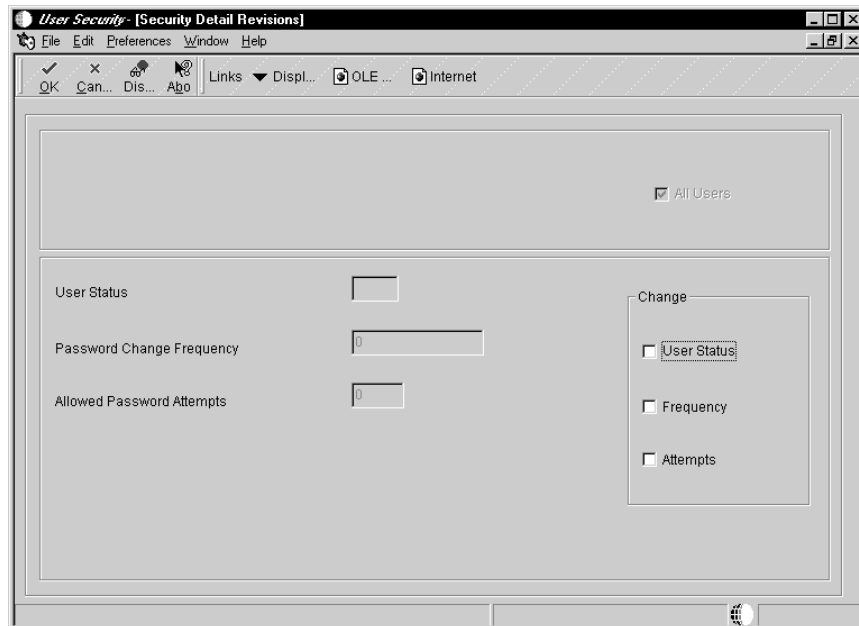 User Security - [Security Detail Revisions]
File Edit Preferences Window Help
OK Can... Dis... Abo Links Displ... OLE ... Internet
All Users
User Status
Change
Password Change Frequency 0
User Status
Allowed Password Attempts 0
Frequency
Attempts